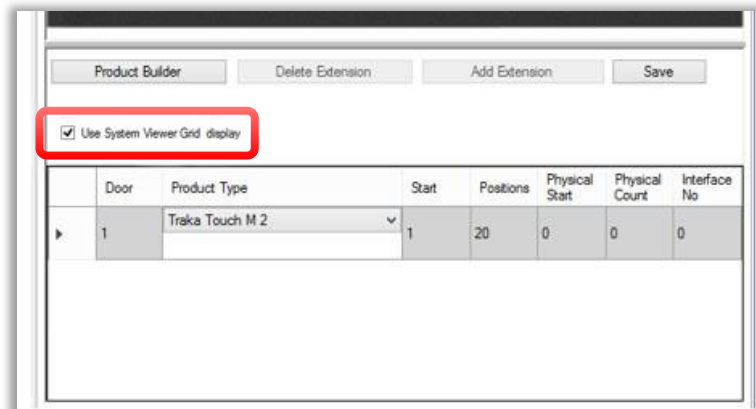 Product Builder Delete Extension Add Extension Save
Use System Viewer Grid display
Door Product Type Start Positions Physical Start Physical Count Interface No
1 Traka Touch M 2 1 20 0 0 0